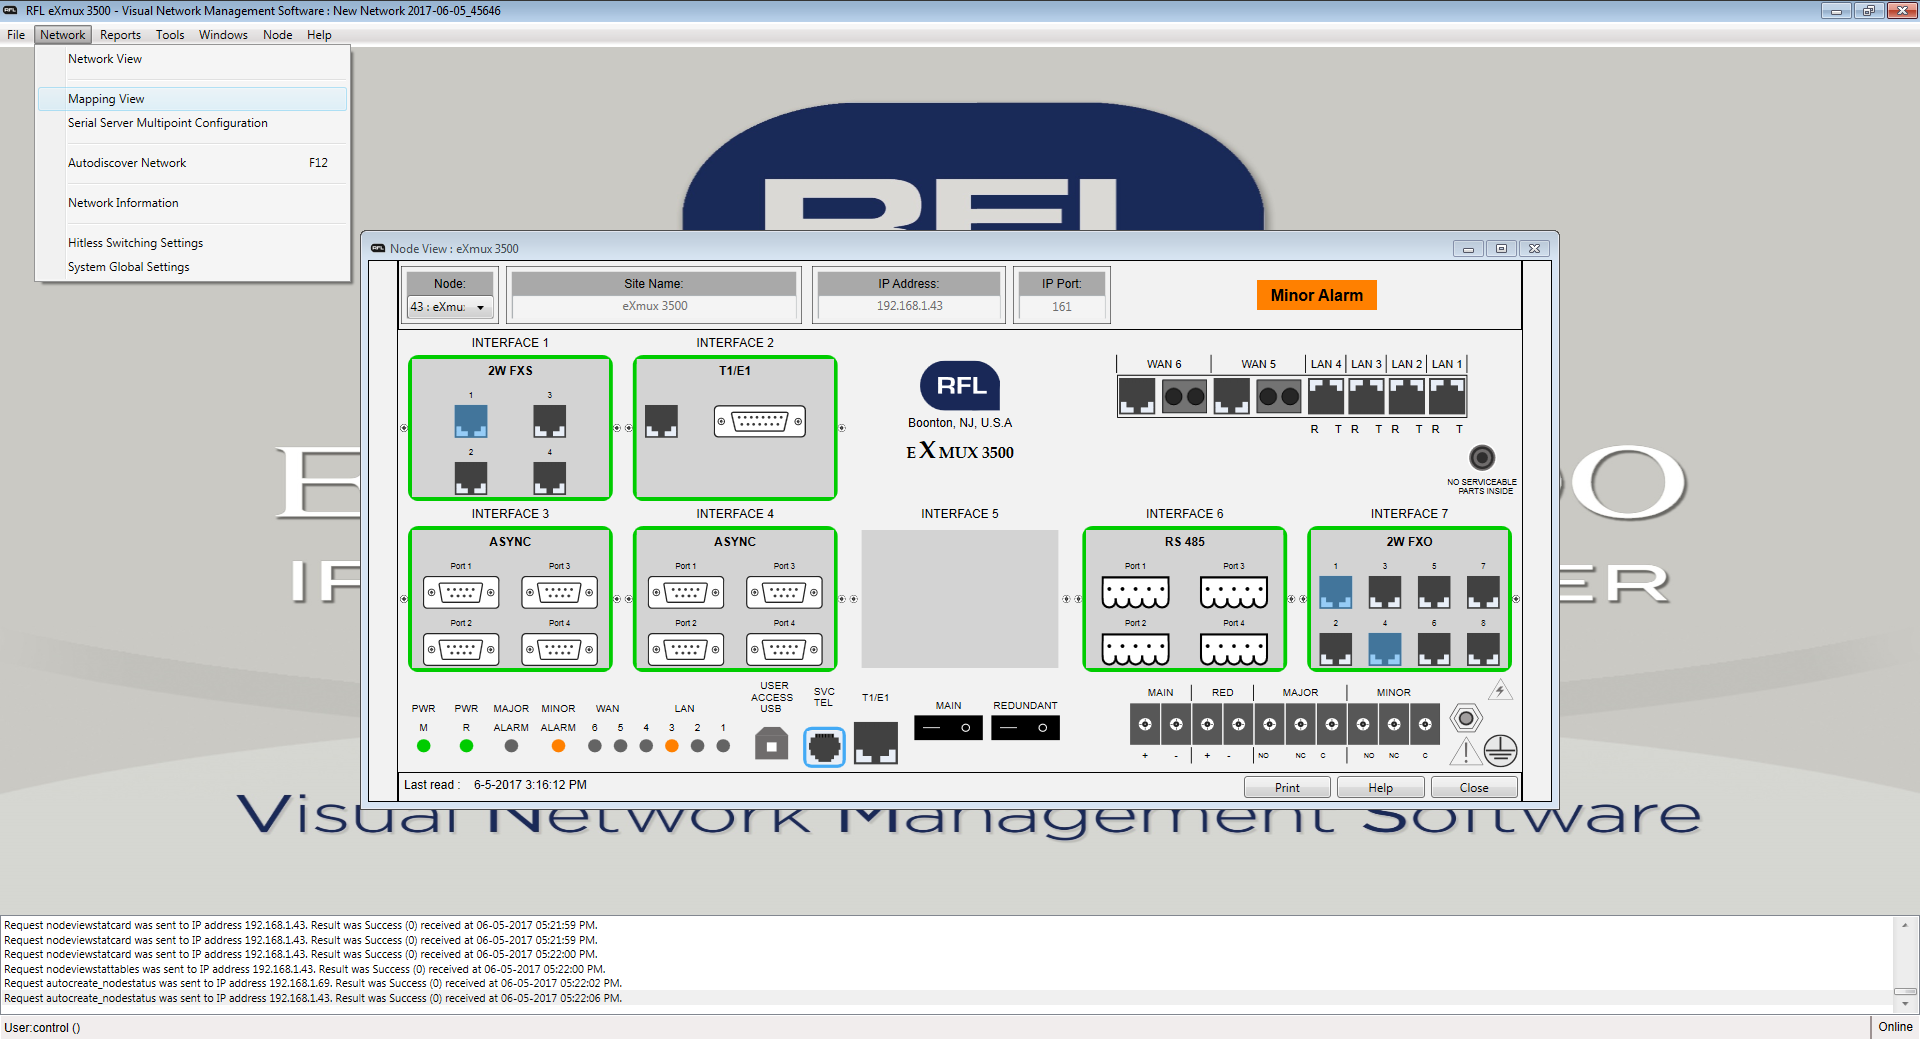 RFL eXmux 3500 - Visual Network Management Software : New Network 2017-06-05_45646
File Network Reports Tools Windows Node Help
Network View
Mapping View
Serial Server Multipoint Configuration
Autodiscover Network F12
Network Information
Hitless Switching Settings
System Global Settings
RFL
Node View : eXmux 3500
Node: Site Name: IP Address: IP Port:
43 : eXmu: eXmux 3500 192.168.1.43 161
Minor Alarm
INTERFACE 1 INTERFACE 2
2W FXS T1/E1
1 3
2 4
RFL
Boonton, NJ, U.S.A
EXMUX 3500
WAN 6 WAN 5 LAN 4 LAN 3 LAN 2 LAN 1
R T R T R T R T
NO SERVICEABLE
PARTS INSIDE
INTERFACE 3 INTERFACE 4 INTERFACE 5 INTERFACE 6 INTERFACE 7
ASYNC ASYNC RS 485 2W FXO
Port 1 Port 3 Port 1 Port 3 Port 1 Port 3 1 3 5 7
Port 2 Port 4 Port 2 Port 4 Port 2 Port 4 2 4 6 8
PWR PWR MAJOR MINOR WAN LAN
M R ALARM ALARM 6 5 4 3 2 1
USER
ACCESS
USB
SVC
TEL
T1/E1
MAIN REDUNDANT
MAIN RED MAJOR MINOR
+ - + - NO NC C NO NC C
Last read : 6-5-2017 3:16:12 PM
Print Help Close
Visual Network Management Software
Request nodeviewstatcard was sent to IP address 192.168.1.43. Result was Success (0) received at 06-05-2017 05:21:59 PM.
Request nodeviewstatcard was sent to IP address 192.168.1.43. Result was Success (0) received at 06-05-2017 05:21:59 PM.
Request nodeviewstatcard was sent to IP address 192.168.1.43. Result was Success (0) received at 06-05-2017 05:22:00 PM.
Request nodeviewstattables was sent to IP address 192.168.1.43. Result was Success (0) received at 06-05-2017 05:22:00 PM.
Request autocreate_nodestatus was sent to IP address 192.168.1.69. Result was Success (0) received at 06-05-2017 05:22:02 PM.
Request autocreate_nodestatus was sent to IP address 192.168.1.43. Result was Success (0) received at 06-05-2017 05:22:06 PM.
User:control () Online